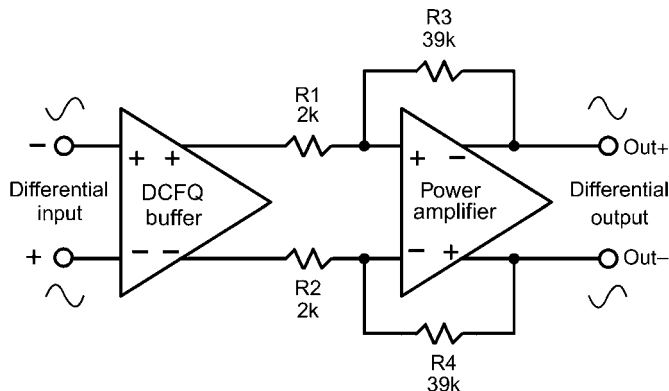 R3
39k
R1
2k
−
+ +
+ −
Out+
Differential
input
DCFQ
buffer
Power
amplifier
Differential
output
+
− −
− +
Out−
R2
2k
R4
39k